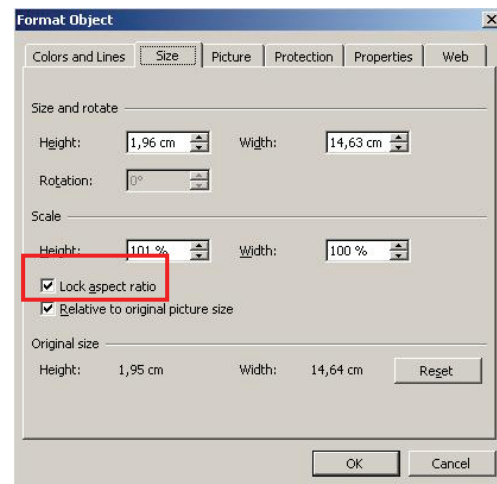 Format Object
Colors and Lines Size Picture Protection Properties Web
Size and rotate
Height: 1,96 cm Width: 14,63 cm
Rotation: 0°
Scale
Height: 101 % Width: 100 %
Lock aspect ratio
Relative to original picture size
Original size
Height: 1,95 cm Width: 14,64 cm Reset
OK Cancel